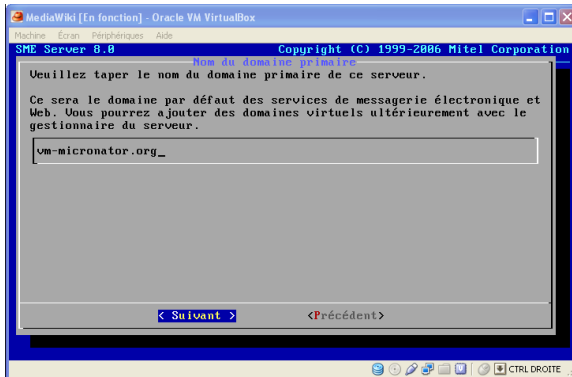 MediaWiki [En fonction] - Oracle VM VirtualBox
Machine Écran Périphériques Aide
SME Server 8.0 Copyright (C) 1999-2006 Mitel Corporation
Nom du domaine primaire
Veuillez taper le nom du domaine primaire de ce serveur.
Ce sera le domaine par défaut des services de messagerie électronique et
Web. Vous pourrez ajouter des domaines virtuels ultérieurement avec le
gestionnaire du serveur.
vm-micronator.org_
< Suivant > <Précédent>
CTRL DROITE